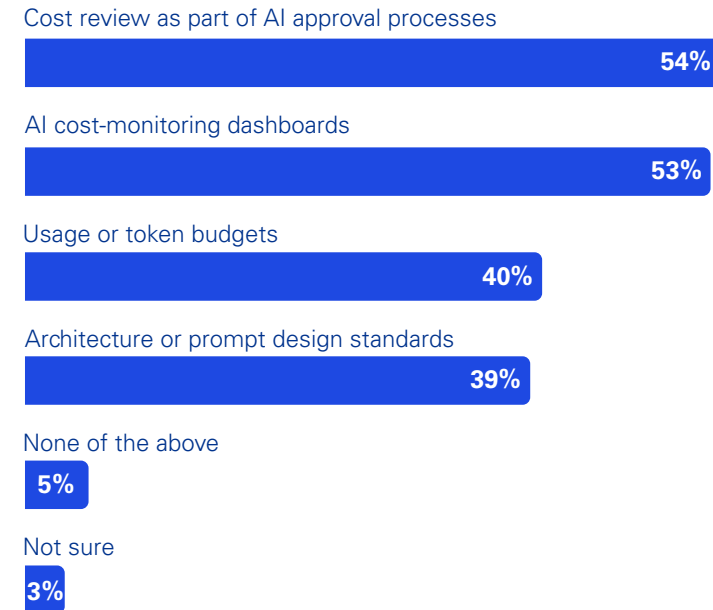 Cost review as part of AI approval processes
54%
AI cost-monitoring dashboards
53%
Usage or token budgets
40%
Architecture or prompt design standards
39%
None of the above
5%
Not sure
3%